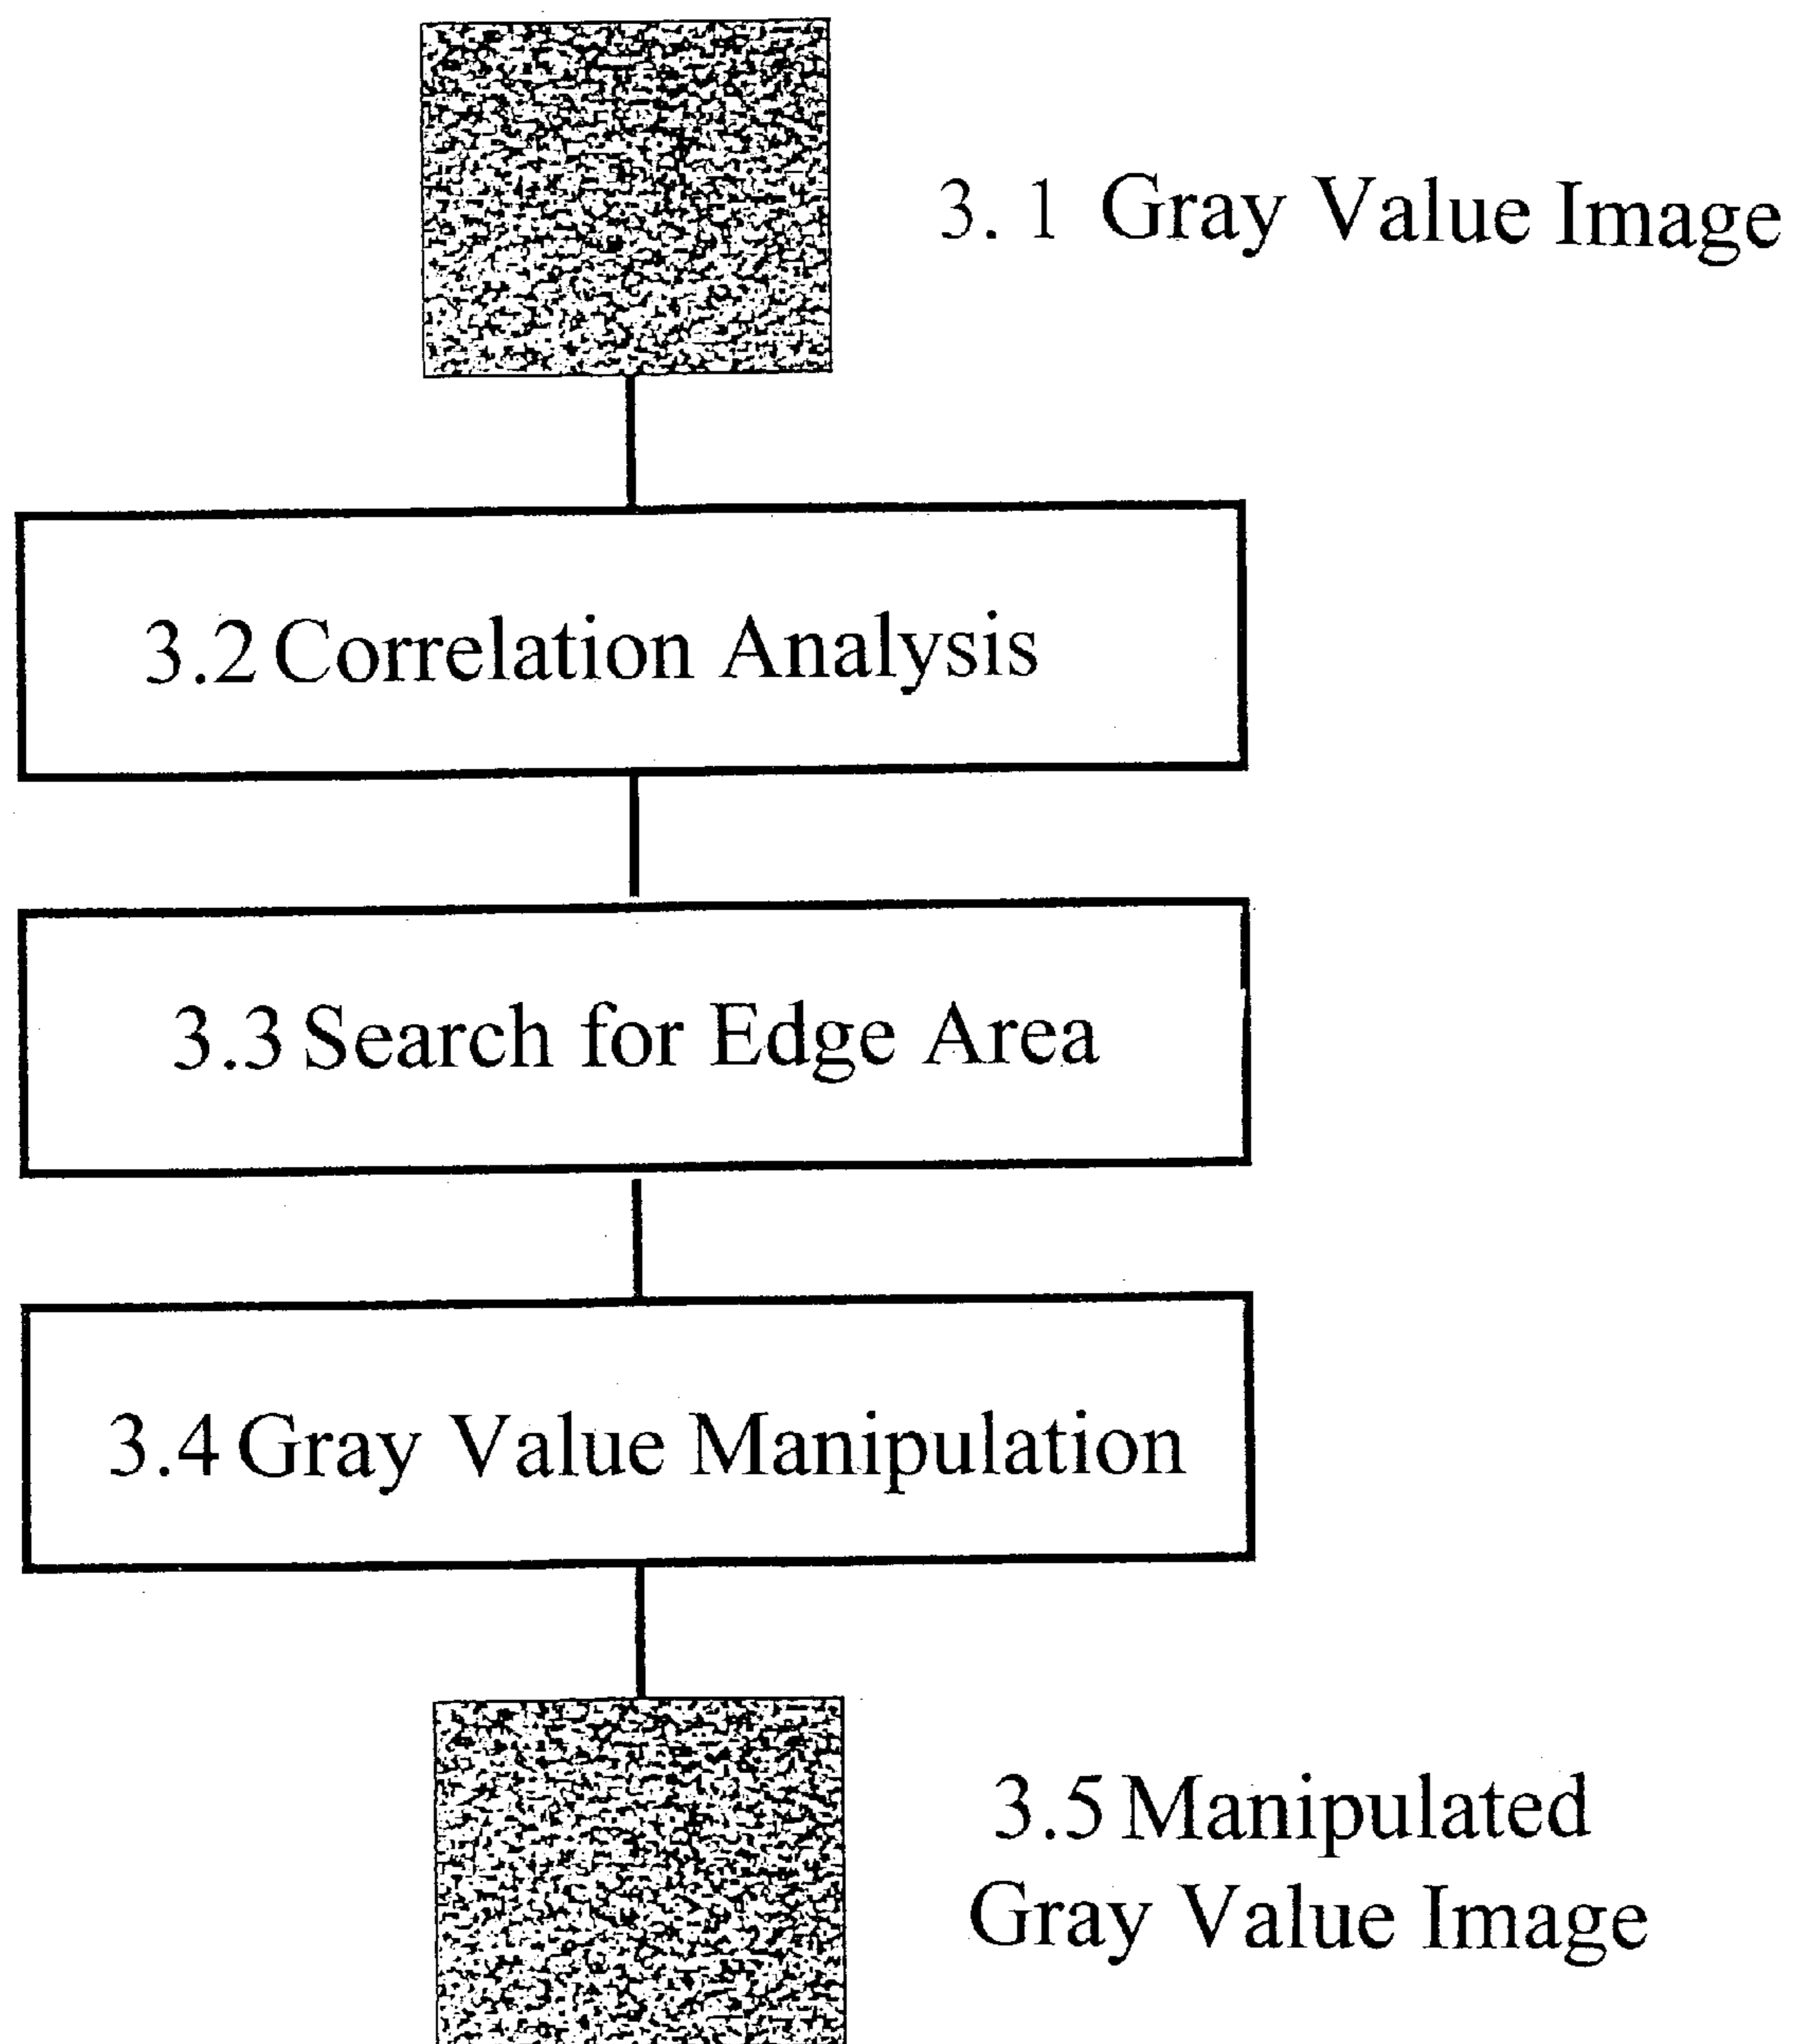 3. 1 Gray Value Image
3.2 Correlation Analysis
3.3 Search for Edge Area
3.4 Gray Value Manipulation
3.5 Manipulated
Gray Value Image